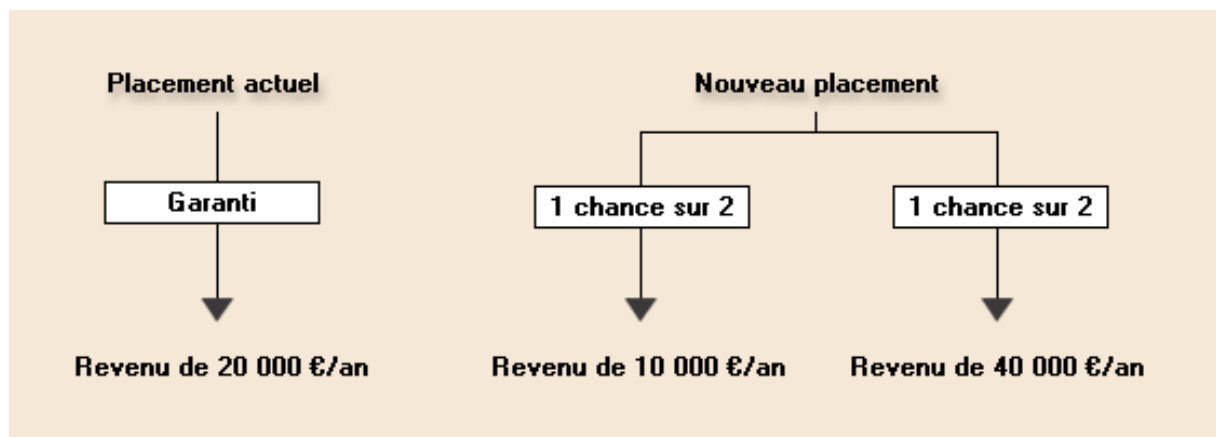 Placement actuel
Nouveau placement
Garanti
1 chance sur 2
1 chance sur 2
Revenu de 20 000 €/an
Revenu de 10 000 €/an
Revenu de 40 000 €/an